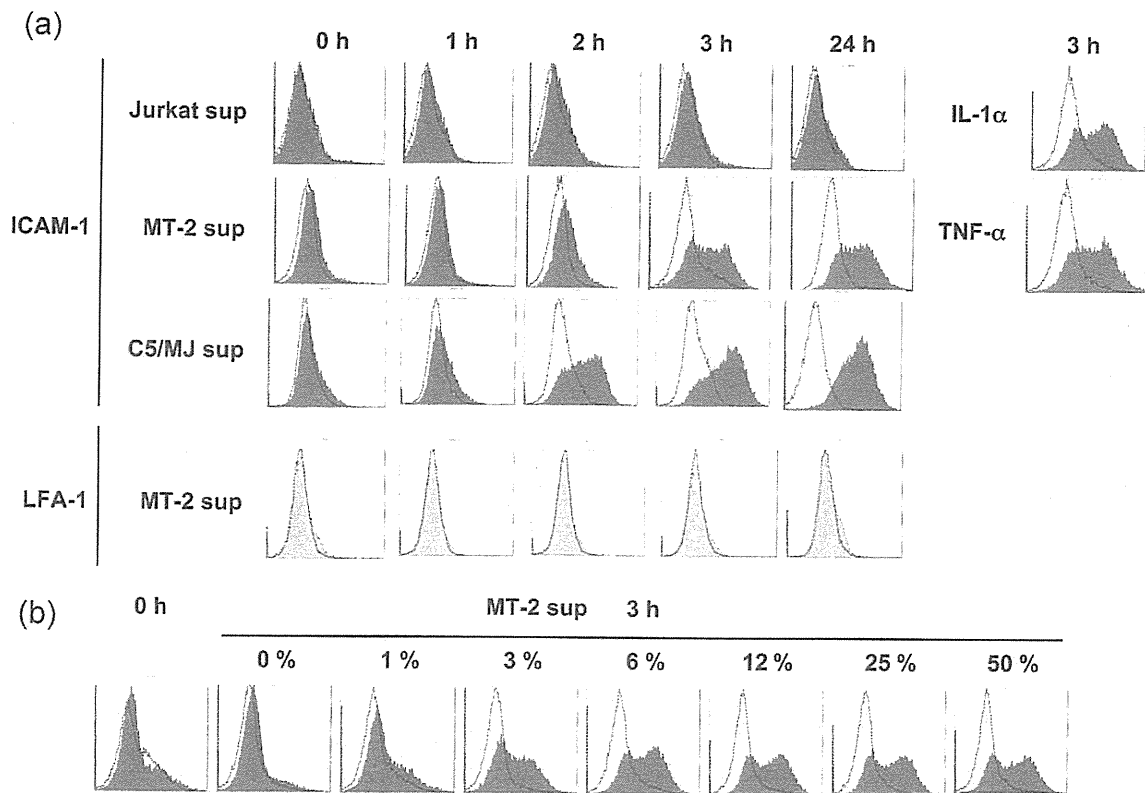 (a)
0 h 1 h 2 h 3 h 24 h 3 h
Jurkat sup IL-1α
ICAM-1 MT-2 sup TNF-α
C5/MJ sup
LFA-1 MT-2 sup
(b) 0 h MT-2 sup 3 h
0 % 1 % 3 % 6 % 12 % 25 % 50 %